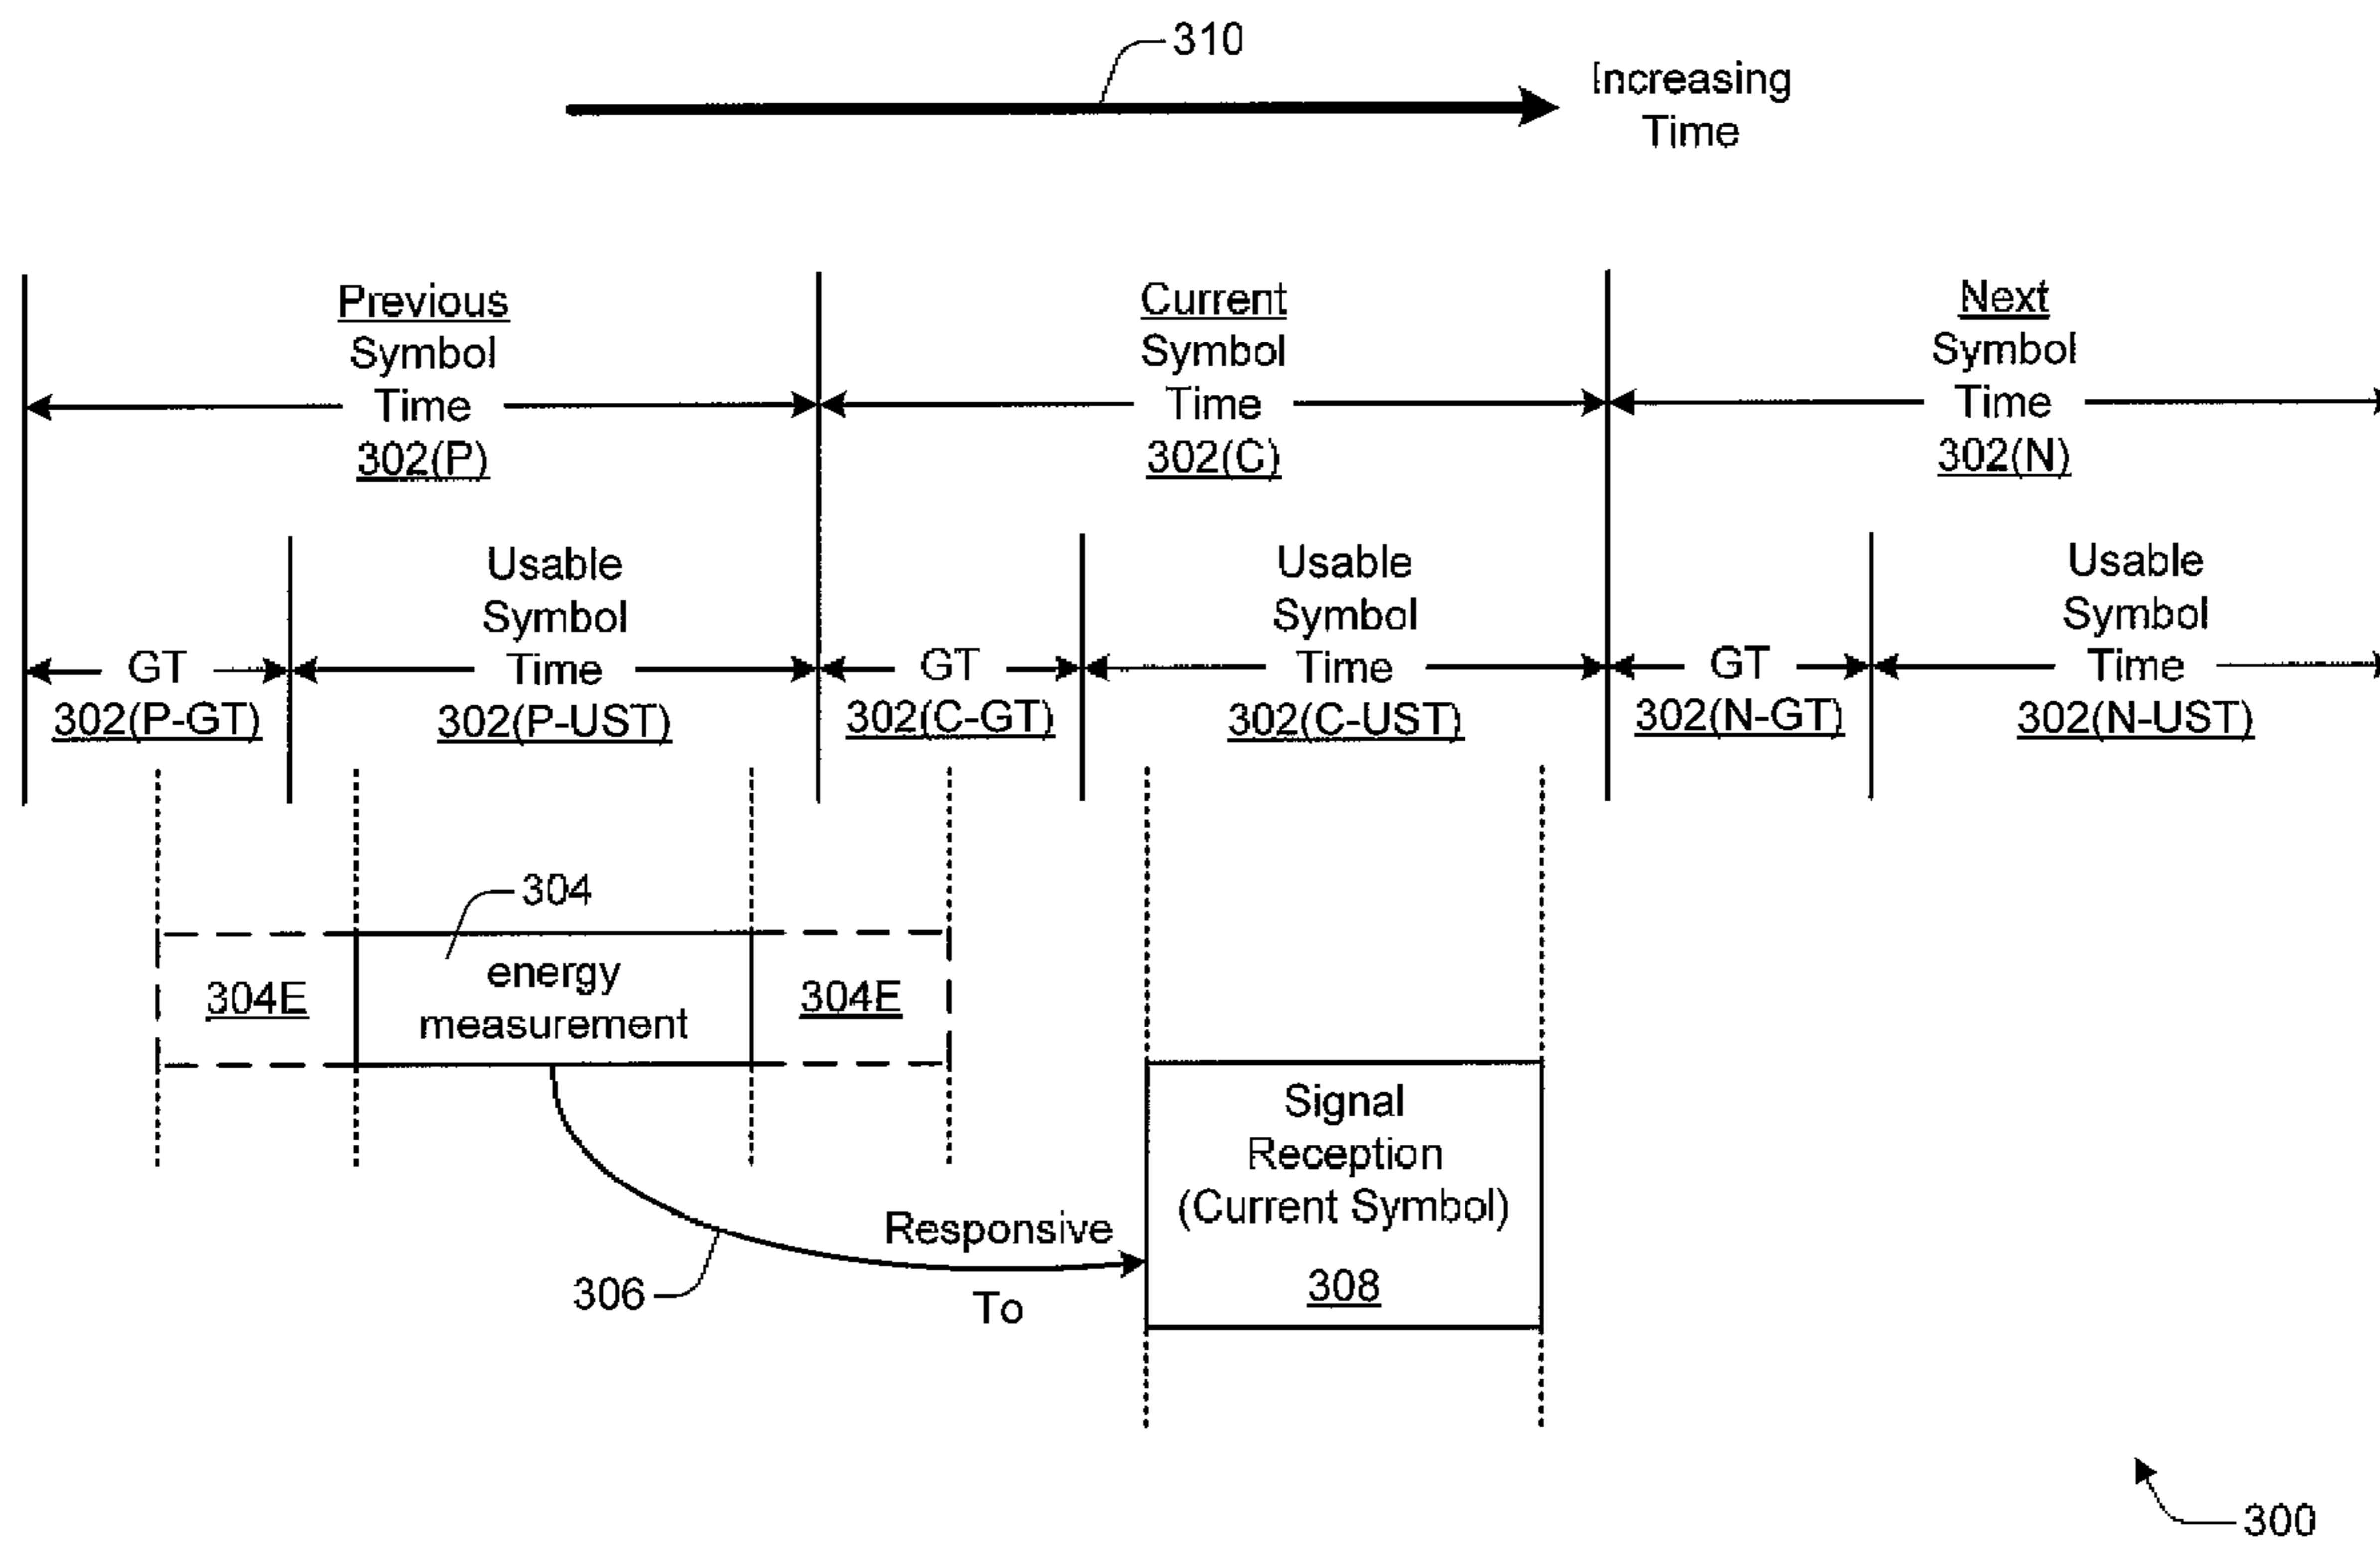 310
Increasing
Time
Previous
Symbol
Time
302(P)
Current
Symbol
Time
302(C)
Next
Symbol
Time
302(N)
GT
302(P-GT)
Usable
Symbol
Time
302(P-UST)
GT
302(C-GT)
Usable
Symbol
Time
302(C-UST)
GT
302(N-GT)
Usable
Symbol
Time
302(N-UST)
304
304E
energy
measurement
304E
306
Responsive
To
Signal
Reception
(Current Symbol)
308
300